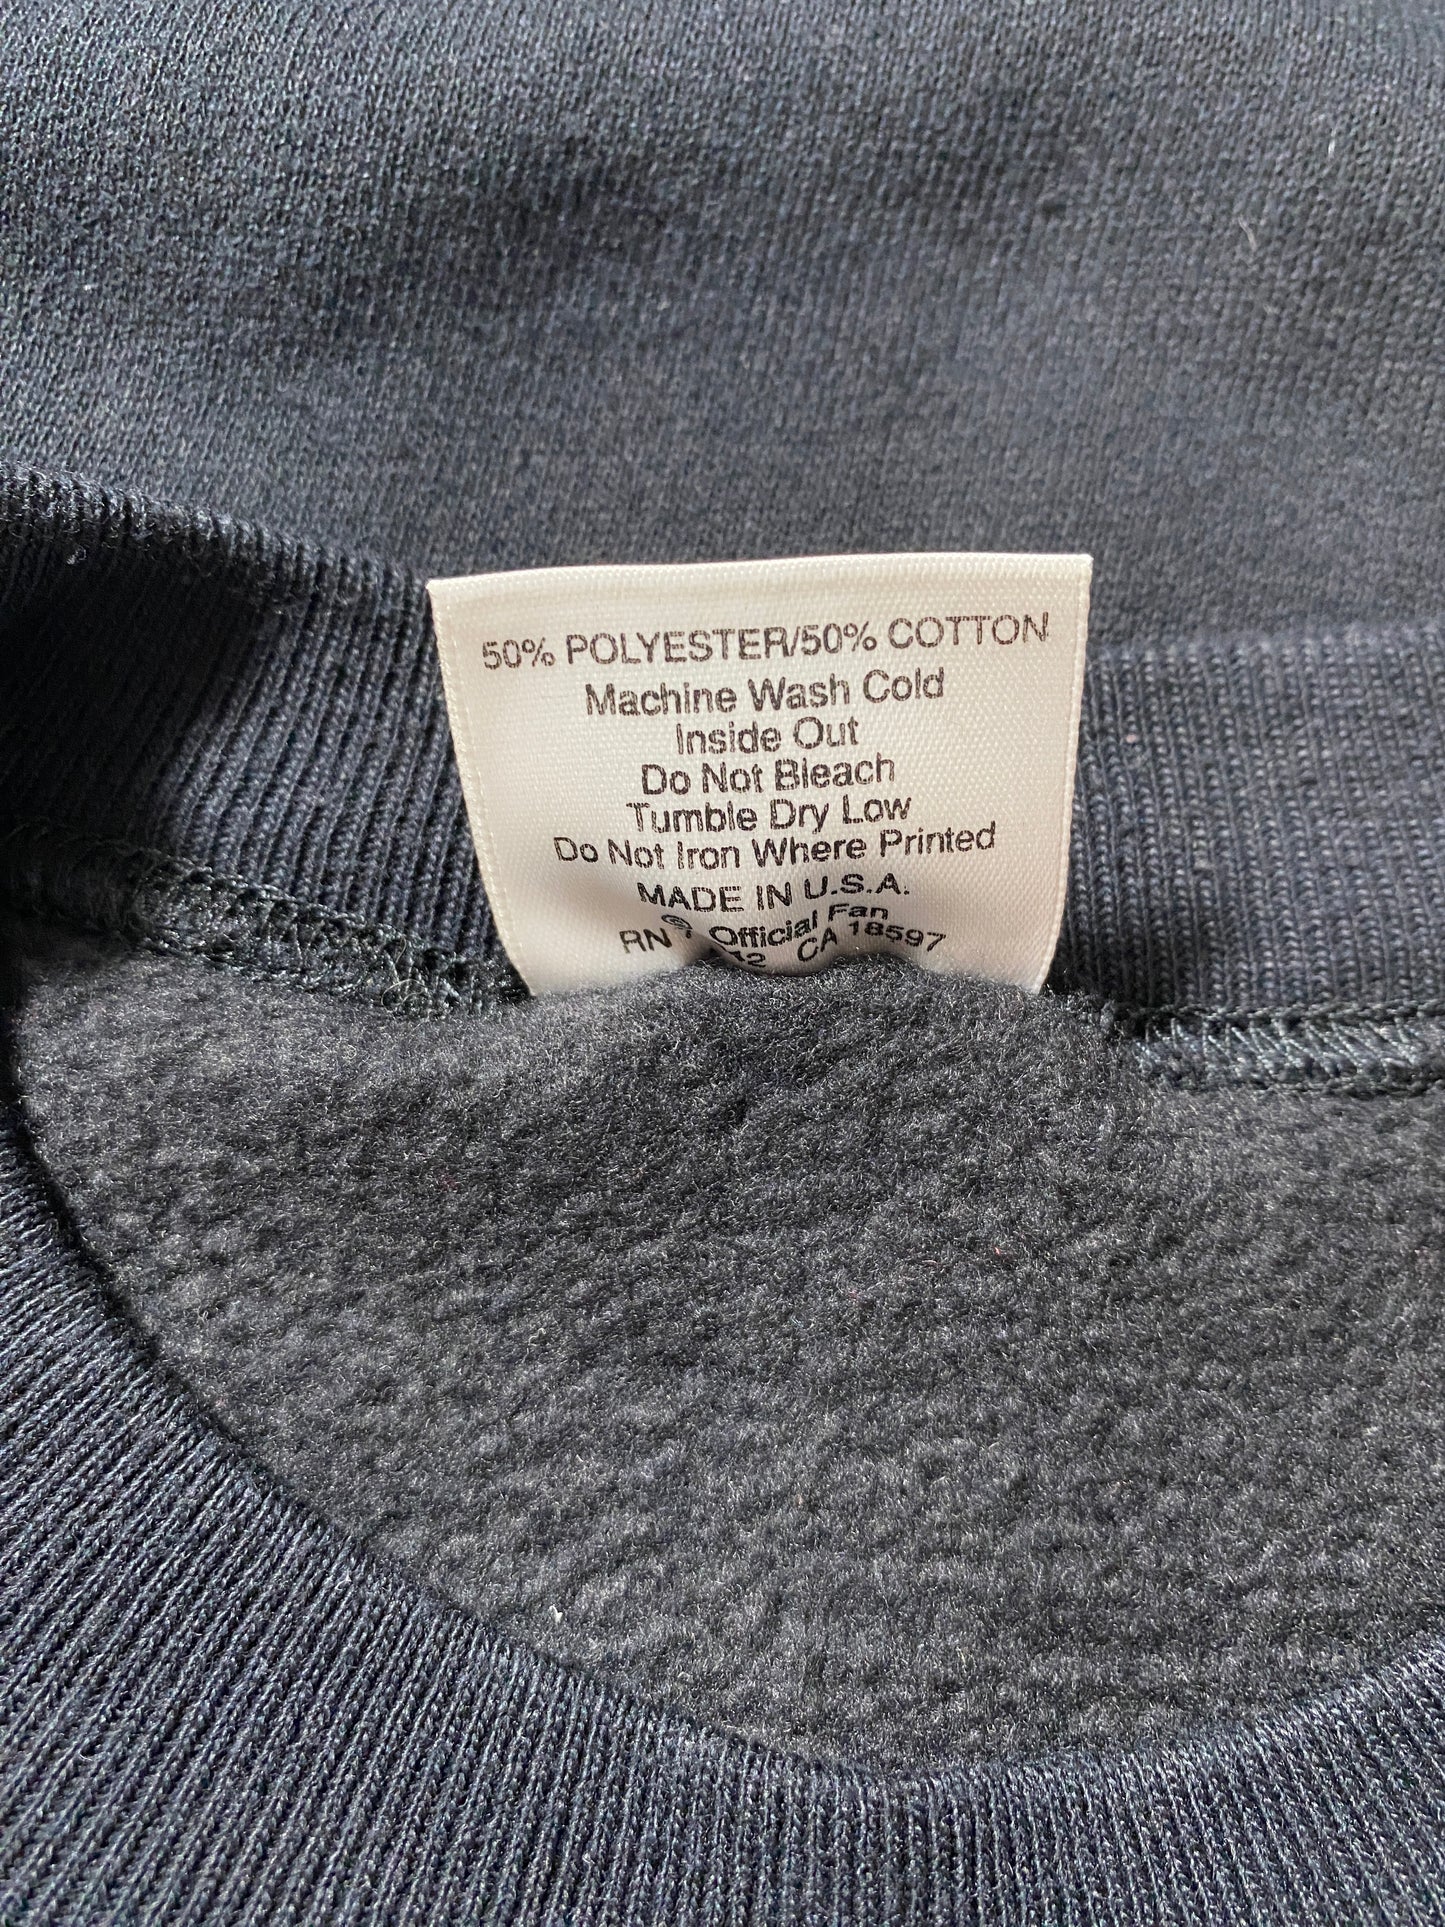 50% POLYESTER/50% COTTON
Machine Wash Cold
Inside Out
Do Not Bleach
Tumble Dry Low
Do Not Iron Where Printed
MADE IN U.S.A.
© Official Fan
RN CA 18597